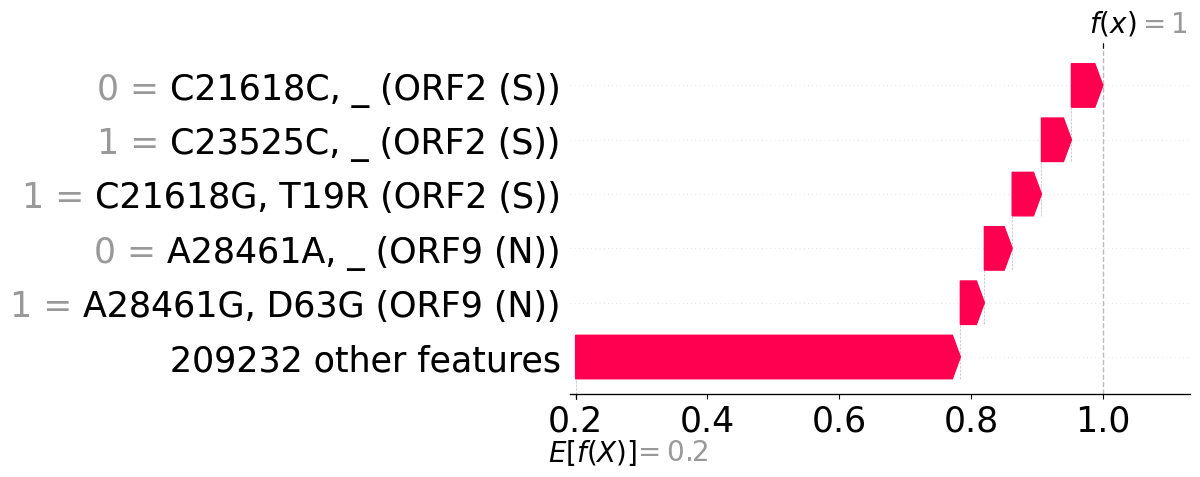 f(x) = 1
0 = C21618C, _ (ORF2 (S))
1 = C23525C, _ (ORF2 (S))
1 = C21618G, T19R (ORF2 (S))
0 = A28461A, _ (ORF9 (N))
1 = A28461G, D63G (ORF9 (N))
209232 other features
0.2 0.4 0.6 0.8 1.0
E[f(X)] = 0.2